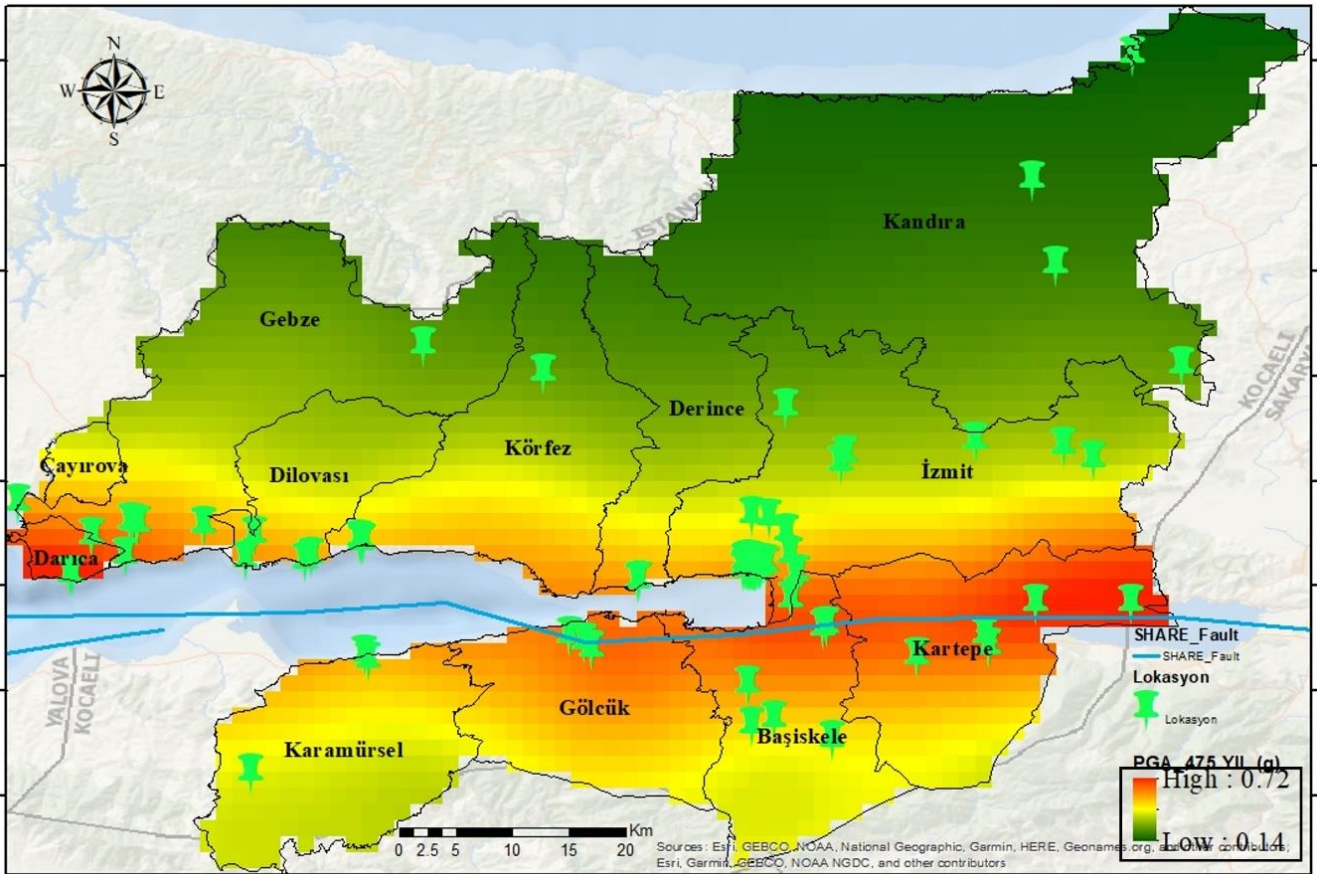 N
W E
S
ISTANBU
Kandıra
Gebze
KOCAELİ
SAKARYA
Derince
Çayırova
Körfez
Dilovası
İzmit
Darıca
SHARE_Fault
SHARE_Fault
Kartepe
YALOVA
KOCAELİ
Lokasyon
Lokasyon
Gölcük
Başiskele
Karamürsel
PGA_475 YIL (g)
High : 0.72
Low : 0.14
Km
0 2.5 5 10 15 20
Sources: Esri, GEBCO, NOAA, National Geographic, Garmin, HERE, Geonames.org, and other contributors;
Esri, Garmin, GEBCO, NOAA NGDC, and other contributors